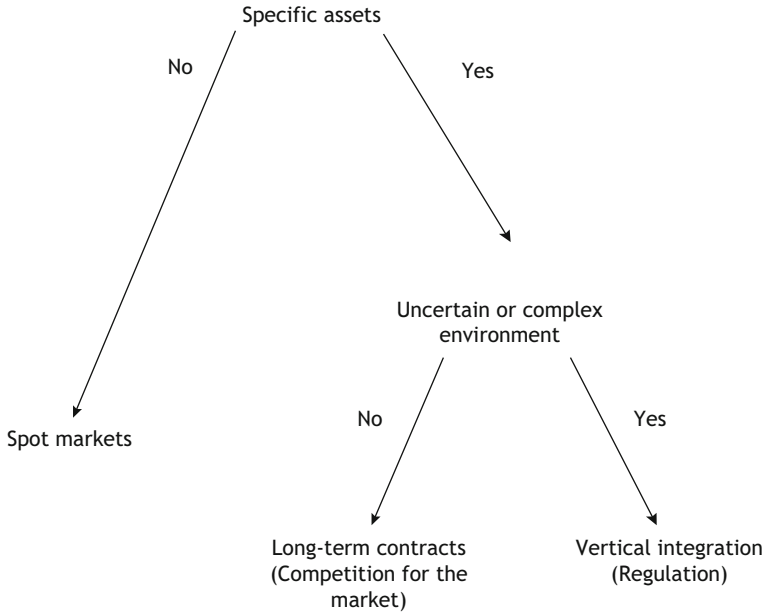 Specific assets
No
Yes
Uncertain or complex
environment
No
Yes
Spot markets
Long-term contracts
(Competition for the
market)
Vertical integration
(Regulation)